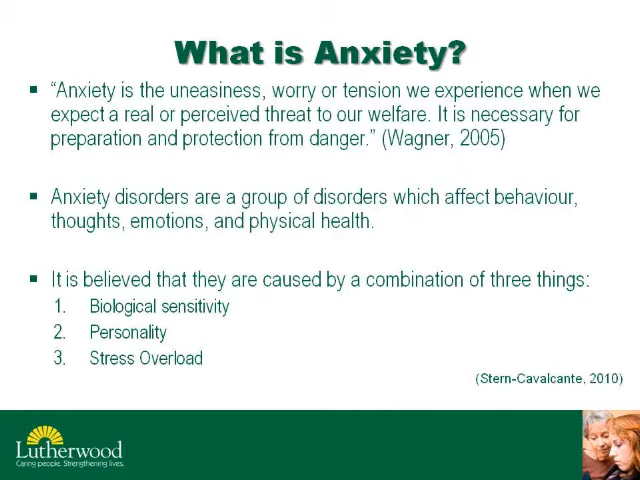 What is Anxiety?
▪ “Anxiety is the uneasiness, worry or tension we experience when we
expect a real or perceived threat to our welfare. It is necessary for
preparation and protection from danger.” (Wagner, 2005)
▪ Anxiety disorders are a group of disorders which affect behaviour,
thoughts, emotions, and physical health.
▪ It is believed that they are caused by a combination of three things:
1. Biological sensitivity
2. Personality
3. Stress Overload
(Stern-Cavalcante, 2010)
Lutherwood
Caring people. Strengthening lives.